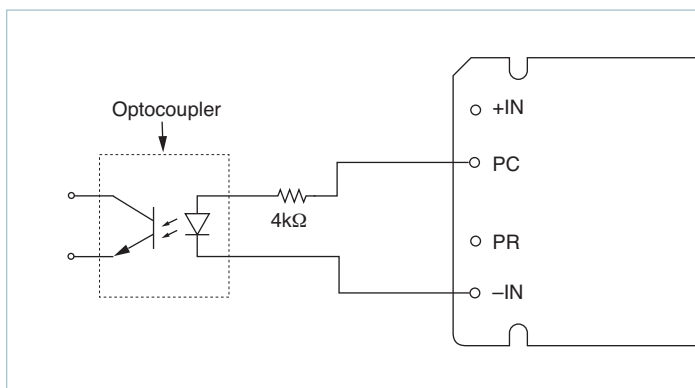 Optocoupler
4kΩ
+IN
PC
PR
–IN